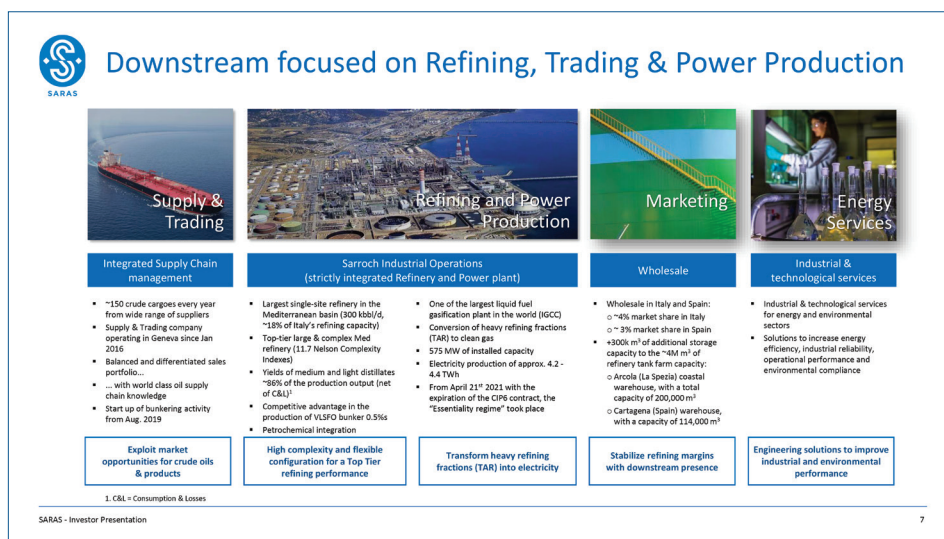 SARAS
Downstream focused on Refining, Trading & Power Production
Supply &
Trading
Refining and Power
Production
Marketing
Energy
Services
Integrated Supply Chain
management
Sarroch Industrial Operations
(strictly integrated Refinery and Power plant)
Wholesale
Industrial &
technological services
▪ ~150 crude cargoes every year
from wide range of suppliers
▪ Supply & Trading company
operating in Geneva since Jan
2016
▪ Balanced and differentiated sales
portfolio...
▪ ... with world class oil supply
chain knowledge
▪ Start up of bunkering activity
from Aug. 2019
▪ Largest single-site refinery in the
Mediterranean basin (300 kbbl/d,
~18% of Italy's refining capacity)
▪ Top-tier large & complex Med
refinery (11.7 Nelson Complexity
Indexes)
▪ Yields of medium and light distillates
~86% of the production output (net
of C&L)¹
▪ Competitive advantage in the
production of VLSFO bunker 0.5%s
▪ Petrochemical integration
▪ One of the largest liquid fuel
gasification plant in the world (IGCC)
▪ Conversion of heavy refining fractions
(TAR) to clean gas
▪ 575 MW of installed capacity
▪ Electricity production of approx. 4.2 -
4.4 TWh
▪ From April 21st 2021 with the
expiration of the CIP6 contract, the
"Essentiality regime" took place
▪ Wholesale in Italy and Spain:
o ~4% market share in Italy
o ~ 3% market share in Spain
▪ +300k m³ of additional storage
capacity to the ~4M m³ of
refinery tank farm capacity:
o Arcola (La Spezia) coastal
warehouse, with a total
capacity of 200,000 m³
o Cartagena (Spain) warehouse,
with a capacity of 114,000 m³
▪ Industrial & technological services
for energy and environmental
sectors
▪ Solutions to increase energy
efficiency, industrial reliability,
operational performance and
environmental compliance
Exploit market
opportunities for crude oils
& products
High complexity and flexible
configuration for a Top Tier
refining performance
Transform heavy refining
fractions (TAR) into electricity
Stabilize refining margins
with downstream presence
Engineering solutions to improve
industrial and environmental
performance
1. C&L = Consumption & Losses
SARAS - Investor Presentation
7